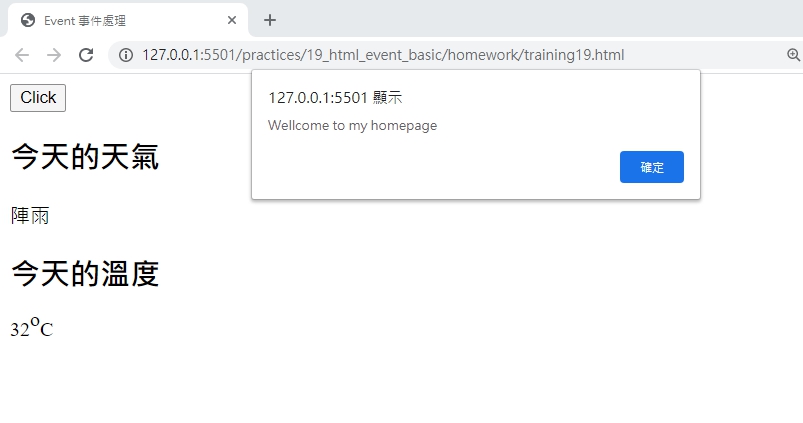 Event 事件處理
127.0.0.1:5501/practices/19_html_event_basic/homework/training19.html
127.0.0.1:5501 顯示
Wellcome to my homepage
確定
Click
今天的天氣
陣雨
今天的溫度
32oC